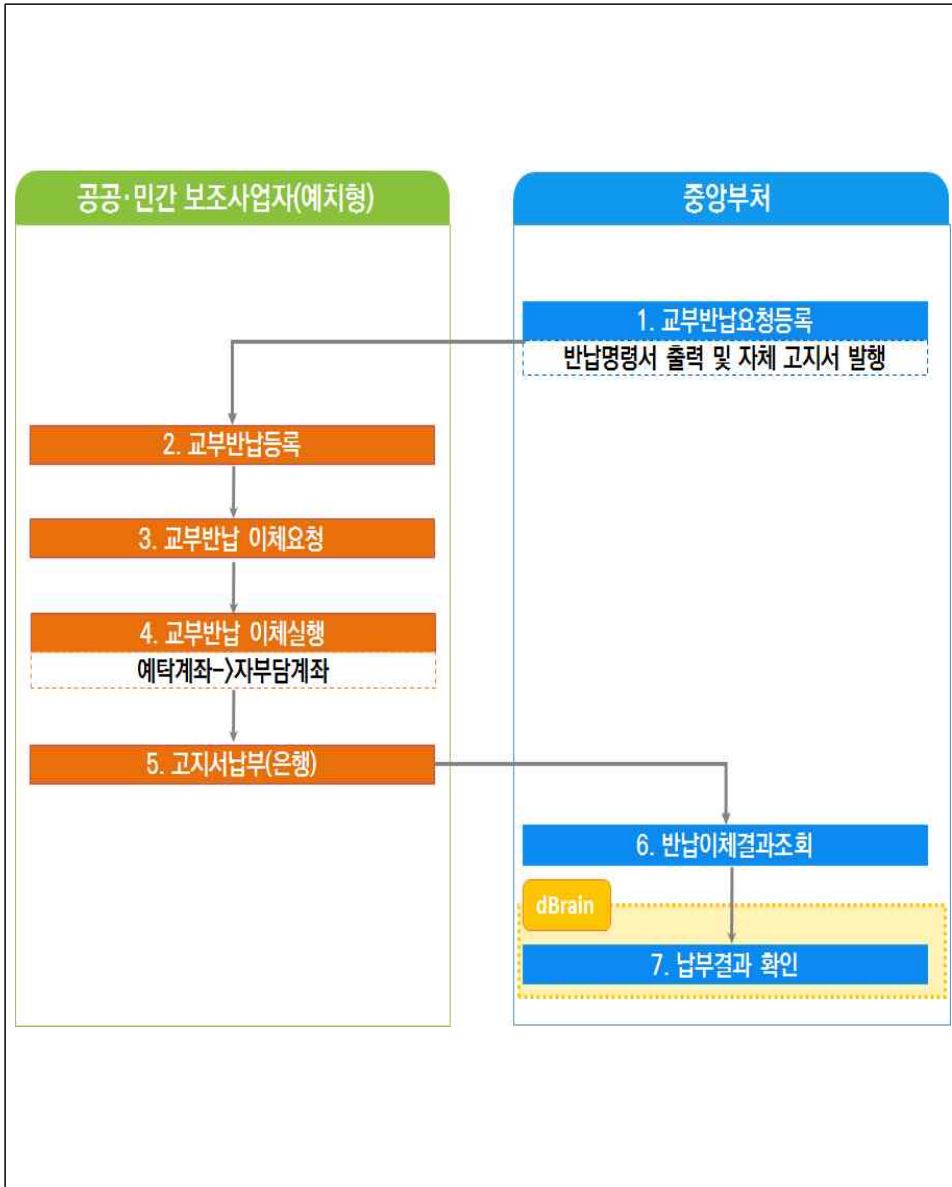 공공·민간 보조사업자(예치형)
중앙부처
1. 교부반납요청등록
반납명령서 출력 및 자체 고지서 발행
2. 교부반납등록
3. 교부반납 이체요청
4. 교부반납 이체실행
예탁계좌->자부담계좌
5. 고지서납부(은행)
6. 반납이체결과조회
dBrain
7. 납부결과 확인